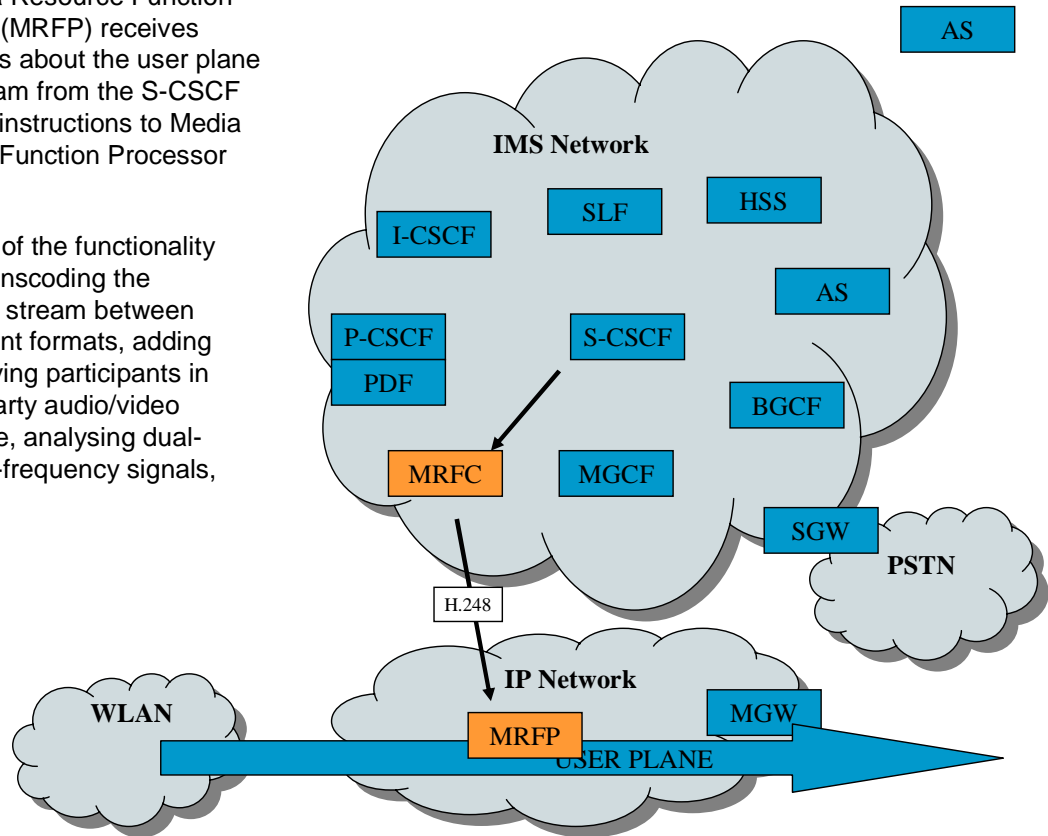 a Resource Function
(MRFP) receives
s about the user plane
am from the S-CSCF
instructions to Media
Function Processor
of the functionality
nscoding the
stream between
nt formats, adding
ving participants in
arty audio/video
e, analysing dual-
-frequency signals,
AS
IMS Network
SLF
HSS
I-CSCF
AS
P-CSCF
S-CSCF
PDF
BGCF
MRFC
MGCF
SGW
PSTN
H.248
IP Network
WLAN
MGW
MRFP
USER PLANE